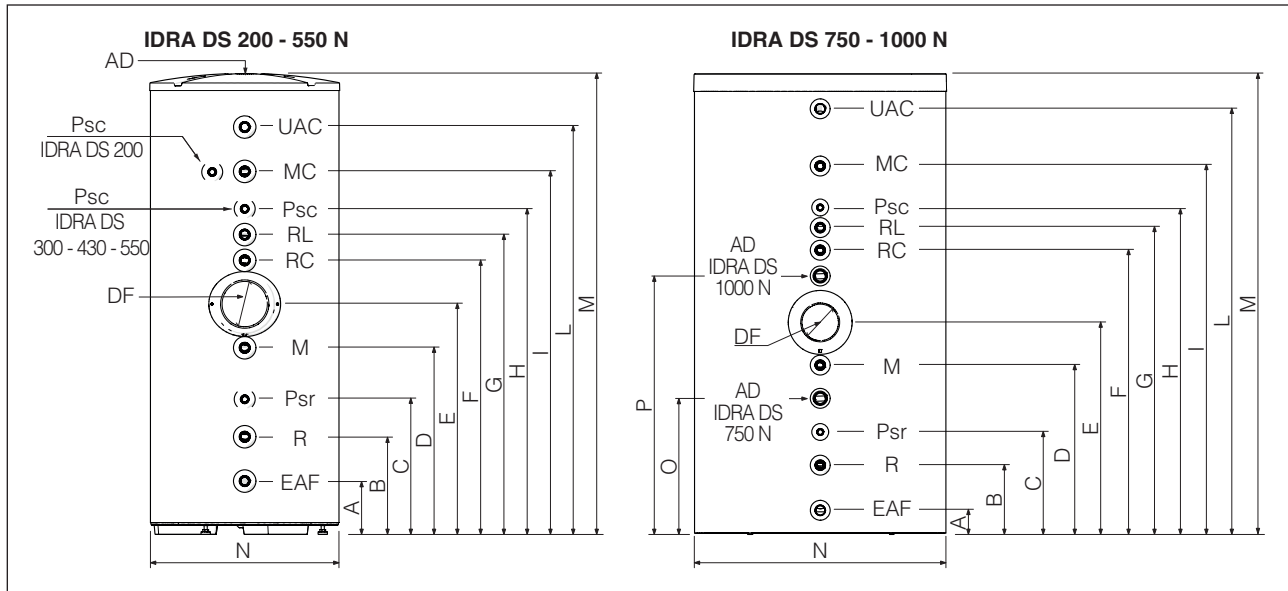 IDRA DS 200 - 550 N
AD
UAC
Psc
IDRA DS 200
MC
Psc
IDRA DS
300 - 430 - 550
Psc
RL
RC
DF
M
Psr
R
EAF
A
B
C
D
E
F
G
H
I
L
M
N
IDRA DS 750 - 1000 N
UAC
MC
Psc
RL
RC
AD
IDRA DS
1000 N
DF
M
AD
IDRA DS
750 N
Psr
R
EAF
P
O
A
B
C
D
E
F
G
H
I
L
M
N